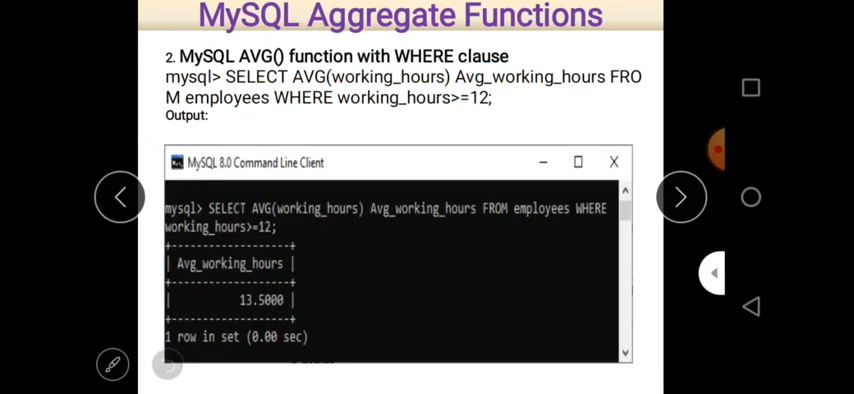 MySQL Aggregate Functions
2. MySQL AVG() function with WHERE clause
mysql> SELECT AVG(working_hours) Avg_working_hours FRO
M employees WHERE working_hours>=12;
Output:
MySQL 8.0 Command Line Client
mysql> SELECT AVG(working_hours) Avg_working_hours FROM employees WHERE
working_hours>=12;
+-------------------+
| Avg_working_hours |
+-------------------+
| 13.5000 |
+-------------------+
1 row in set (0.00 sec)